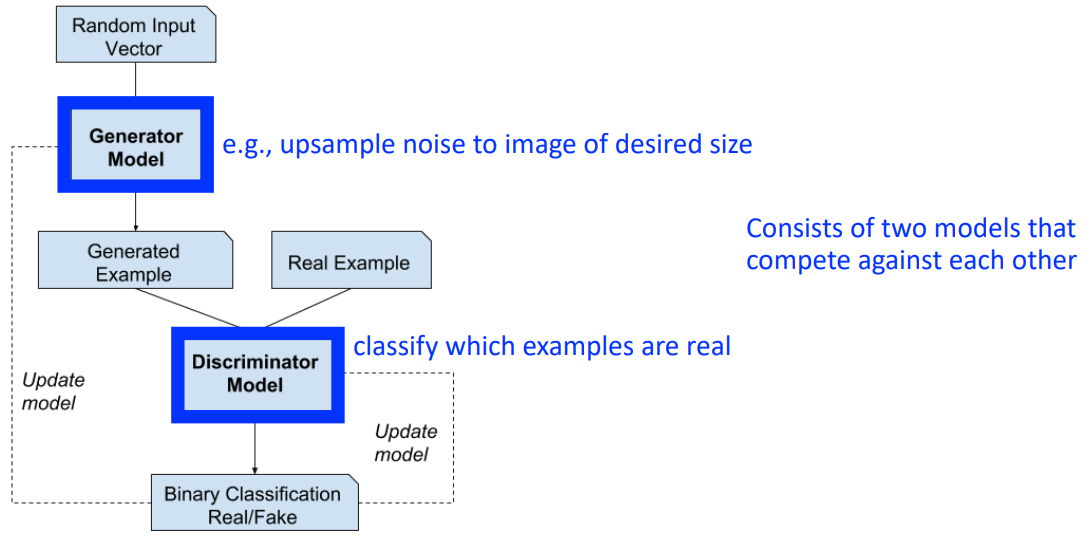 Random Input
Vector
Generator
Model
e.g., upsample noise to image of desired size
Consists of two models that
compete against each other
Generated
Example
Real Example
Discriminator
Model
classify which examples are real
Update
model
Update
model
Binary Classification
Real/Fake